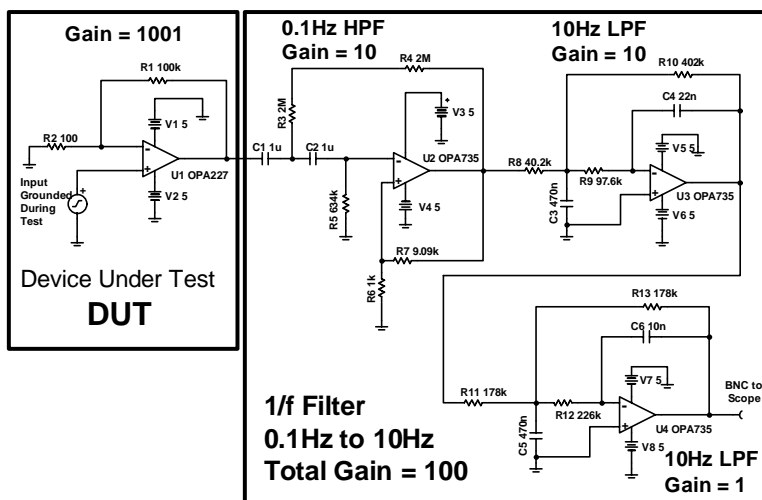 Gain = 1001
R1 100k
V1 5
R2 100
-
+
U1 OPA227
+
Input
Grounded
During
Test
V2 5
Device Under Test
DUT
0.1Hz HPF
Gain = 10
R4 2M
R3 2M
+
V3 5
C1 1u
C2 1u
-
+
U2 OPA735
R5 634k
V4 5
R7 9.09k
R6 1k
10Hz LPF
Gain = 10
R10 402k
C4 22n
V5 5
R8 40.2k
R9 97.6k
-
+
U3 OPA735
C3 470n
V6 5
R13 178k
C6 10n
V7 5
R11 178k
R12 226k
-
+
U4 OPA735
C5 470n
V8 5
BNC to
Scope
10Hz LPF
Gain = 1
1/f Filter
0.1Hz to 10Hz
Total Gain = 100